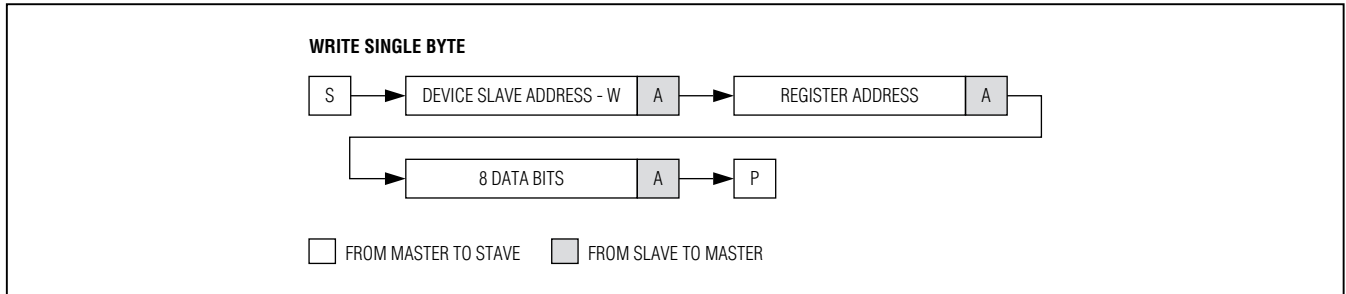 WRITE SINGLE BYTE
S DEVICE SLAVE ADDRESS - W A REGISTER ADDRESS A
8 DATA BITS A P
FROM MASTER TO STAVE FROM SLAVE TO MASTER